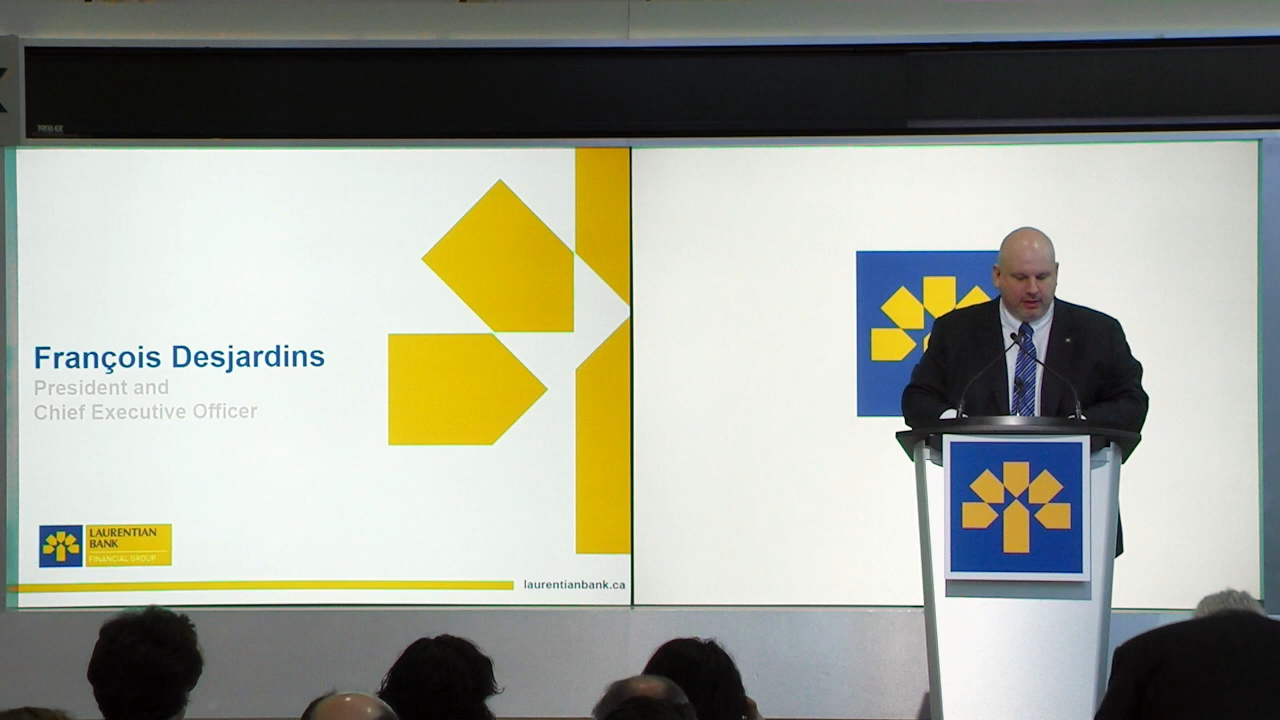 François Desjardins
President and
Chief Executive Officer
LAURENTIAN
BANK
FINANCIAL GROUP
laurentianbank.ca